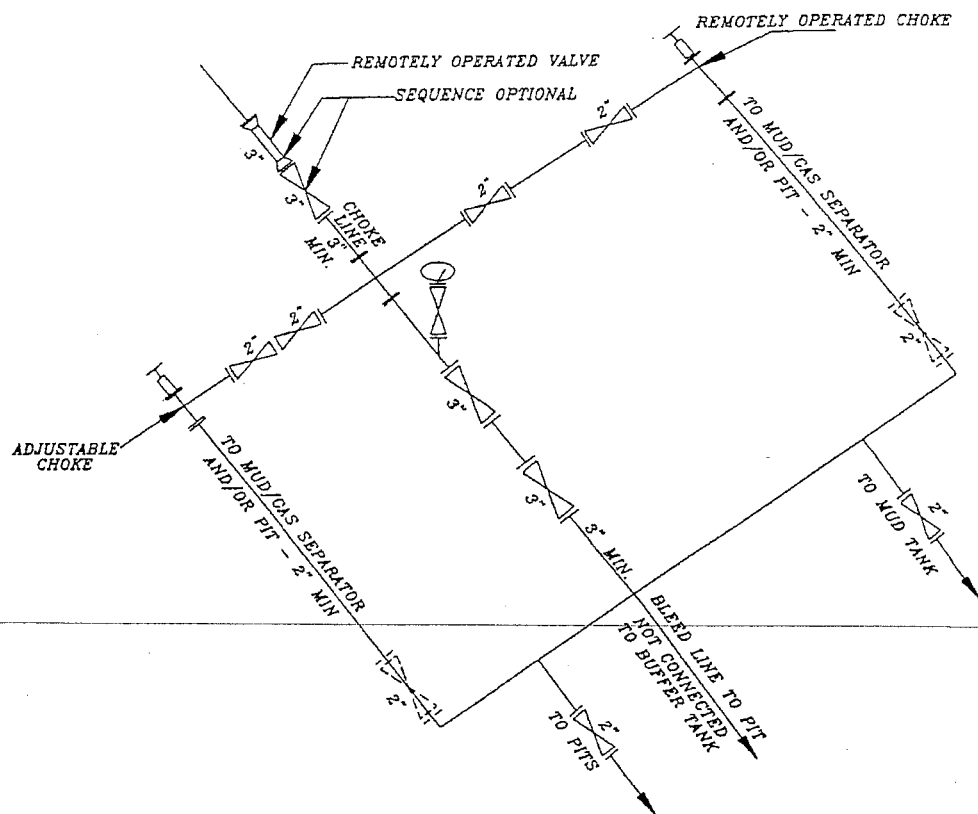 REMOTELY OPERATED CHOKE
REMOTELY OPERATED VALVE
SEQUENCE OPTIONAL
3"
3"
CHOKE
LINE
3"
MIN.
2"
2"
TO MUD/GAS SEPARATOR
AND/OR PIT - 2" MIN
2"
2"
2"
ADJUSTABLE
CHOKE
TO MUD/GAS SEPARATOR
AND/OR PIT - 2" MIN
2"
3"
3"
3" MIN.
2"
TO MUD TANK
BLEED LINE TO PIT
NOT CONNECTED
TO BUFFER TANK
2"
TO PITS